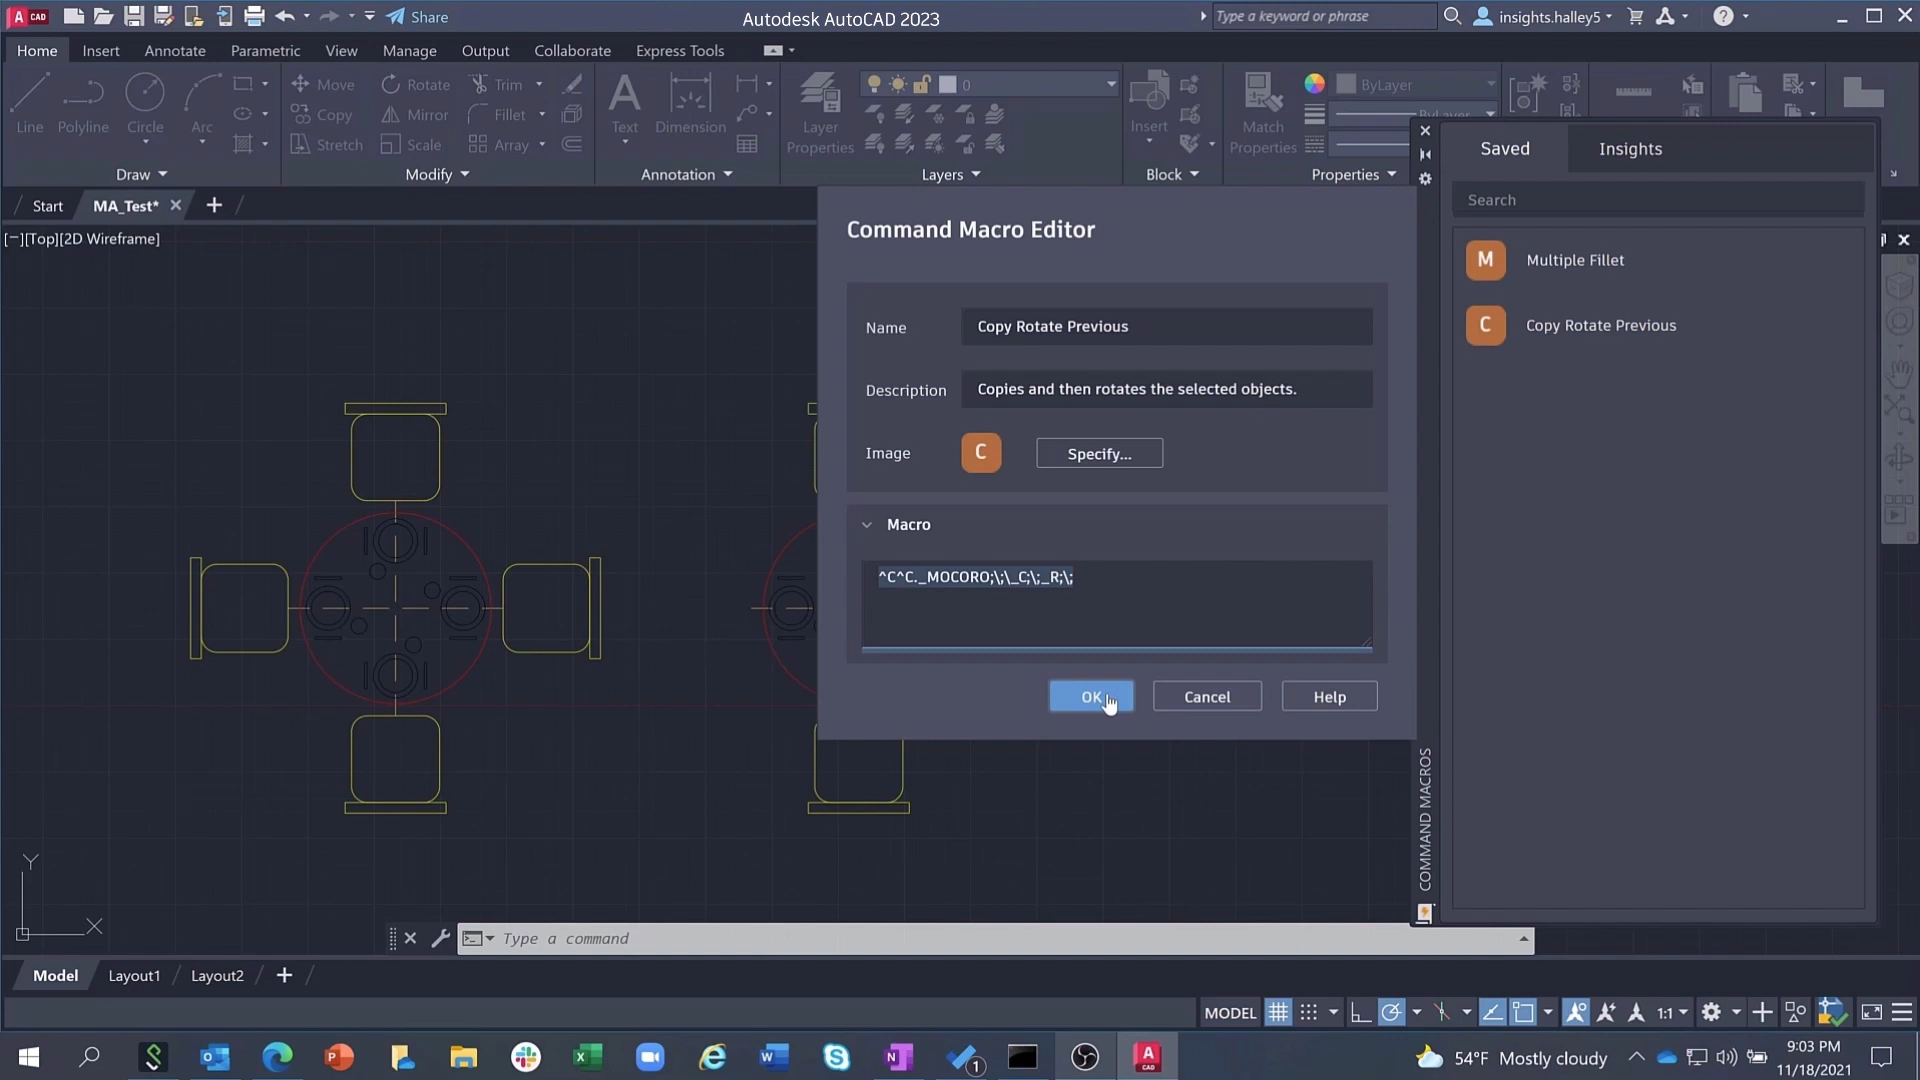 A CAD Share Autodesk AutoCAD 2023 Type a keyword or phrase insights.halley5
Home Insert Annotate Parametric View Manage Output Collaborate Express Tools
Line Polyline Circle Arc
Move Rotate Trim
Copy Mirror Fillet
Stretch Scale Array
Text Dimension
Layer Properties
0
Insert
Match Properties
ByLayer
ByLayer
Draw Modify Annotation Layers Block Properties
Start MA_Test*
[−][Top][2D Wireframe]
Command Macro Editor
Name Copy Rotate Previous
Description Copies and then rotates the selected objects.
Image C Specify...
Macro
^C^C._MOCORO;\;\_C;\;_R;\;
OK Cancel Help
Saved Insights
Search
M Multiple Fillet
C Copy Rotate Previous
COMMAND MACROS
Y
X
Type a command
Model Layout1 Layout2
MODEL 1:1
54°F Mostly cloudy
9:03 PM
11/18/2021